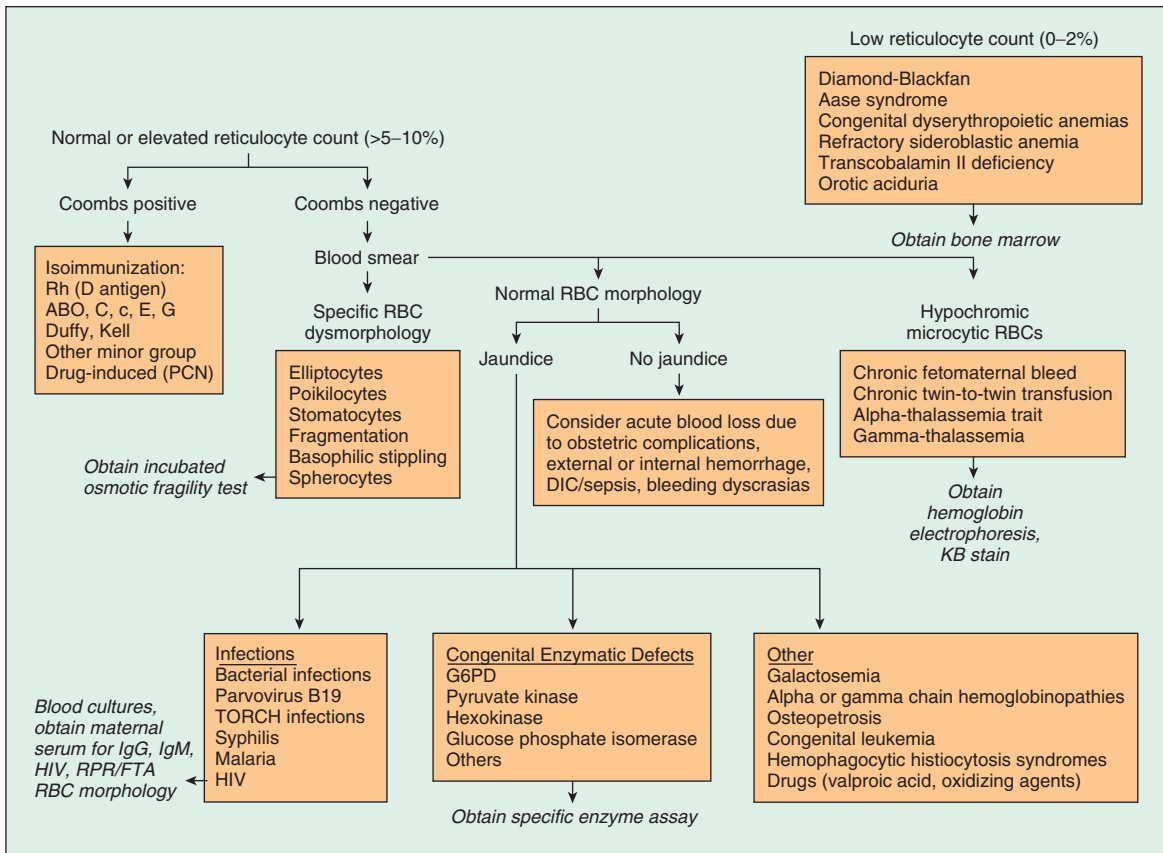 Low reticulocyte count (0–2%)
Diamond-Blackfan
Aase syndrome
Congenital dyserythropoietic anemias
Refractory sideroblastic anemia
Transcobalamin II deficiency
Orotic aciduria
Obtain bone marrow
Normal or elevated reticulocyte count (>5–10%)
Coombs positive
Coombs negative
Isoimmunization:
Rh (D antigen)
ABO, C, c, E, G
Duffy, Kell
Other minor group
Drug-induced (PCN)
Blood smear
Specific RBC
dysmorphology
Elliptocytes
Poikilocytes
Stomatocytes
Fragmentation
Basophilic stippling
Spherocytes
Obtain incubated
osmotic fragility test
Normal RBC morphology
Jaundice
No jaundice
Consider acute blood loss due
to obstetric complications,
external or internal hemorrhage,
DIC/sepsis, bleeding dyscrasias
Hypochromic
microcytic RBCs
Chronic fetomaternal bleed
Chronic twin-to-twin transfusion
Alpha-thalassemia trait
Gamma-thalassemia
Obtain
hemoglobin
electrophoresis,
KB stain
Infections
Bacterial infections
Parvovirus B19
TORCH infections
Syphilis
Malaria
HIV
Blood cultures,
obtain maternal
serum for IgG, IgM,
HIV, RPR/FTA
RBC morphology
Congenital Enzymatic Defects
G6PD
Pyruvate kinase
Hexokinase
Glucose phosphate isomerase
Others
Obtain specific enzyme assay
Other
Galactosemia
Alpha or gamma chain hemoglobinopathies
Osteopetrosis
Congenital leukemia
Hemophagocytic histiocytosis syndromes
Drugs (valproic acid, oxidizing agents)